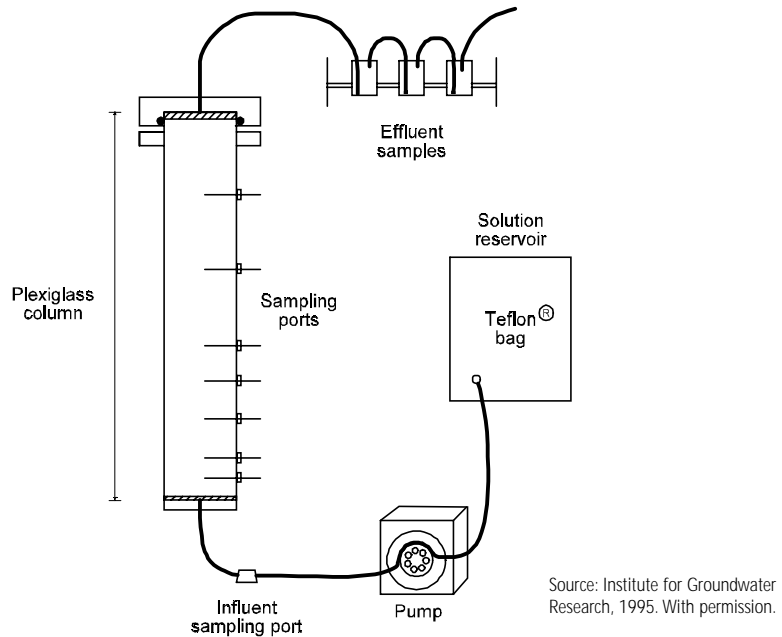 Effluent
samples
Solution
reservoir
Plexiglass
column
Sampling
ports
Teflon®
bag
Influent
sampling port
Pump
Source: Institute for Groundwater
Research, 1995. With permission.